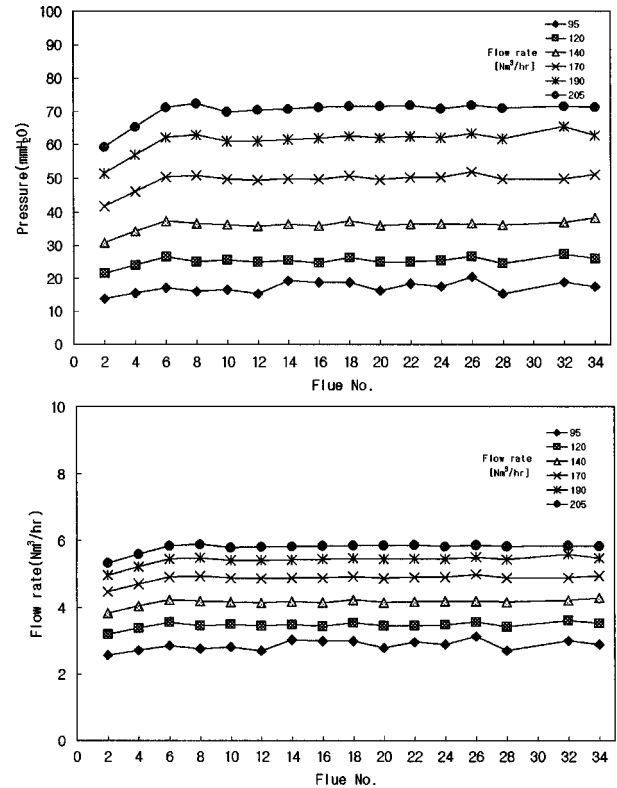 100
90
80
70
60
50
40
30
20
10
0
Pressure(mmH₂O)
Flow rate
[Nm³/hr]
95
120
140
170
190
205
0 2 4 6 8 10 12 14 16 18 20 22 24 26 28 30 32 34
Flue No.
10
8
6
4
2
0
Flow rate(Nm³/hr)
Flow rate
[Nm³/hr]
95
120
140
170
190
205
0 2 4 6 8 10 12 14 16 18 20 22 24 26 28 30 32 34
Flue No.